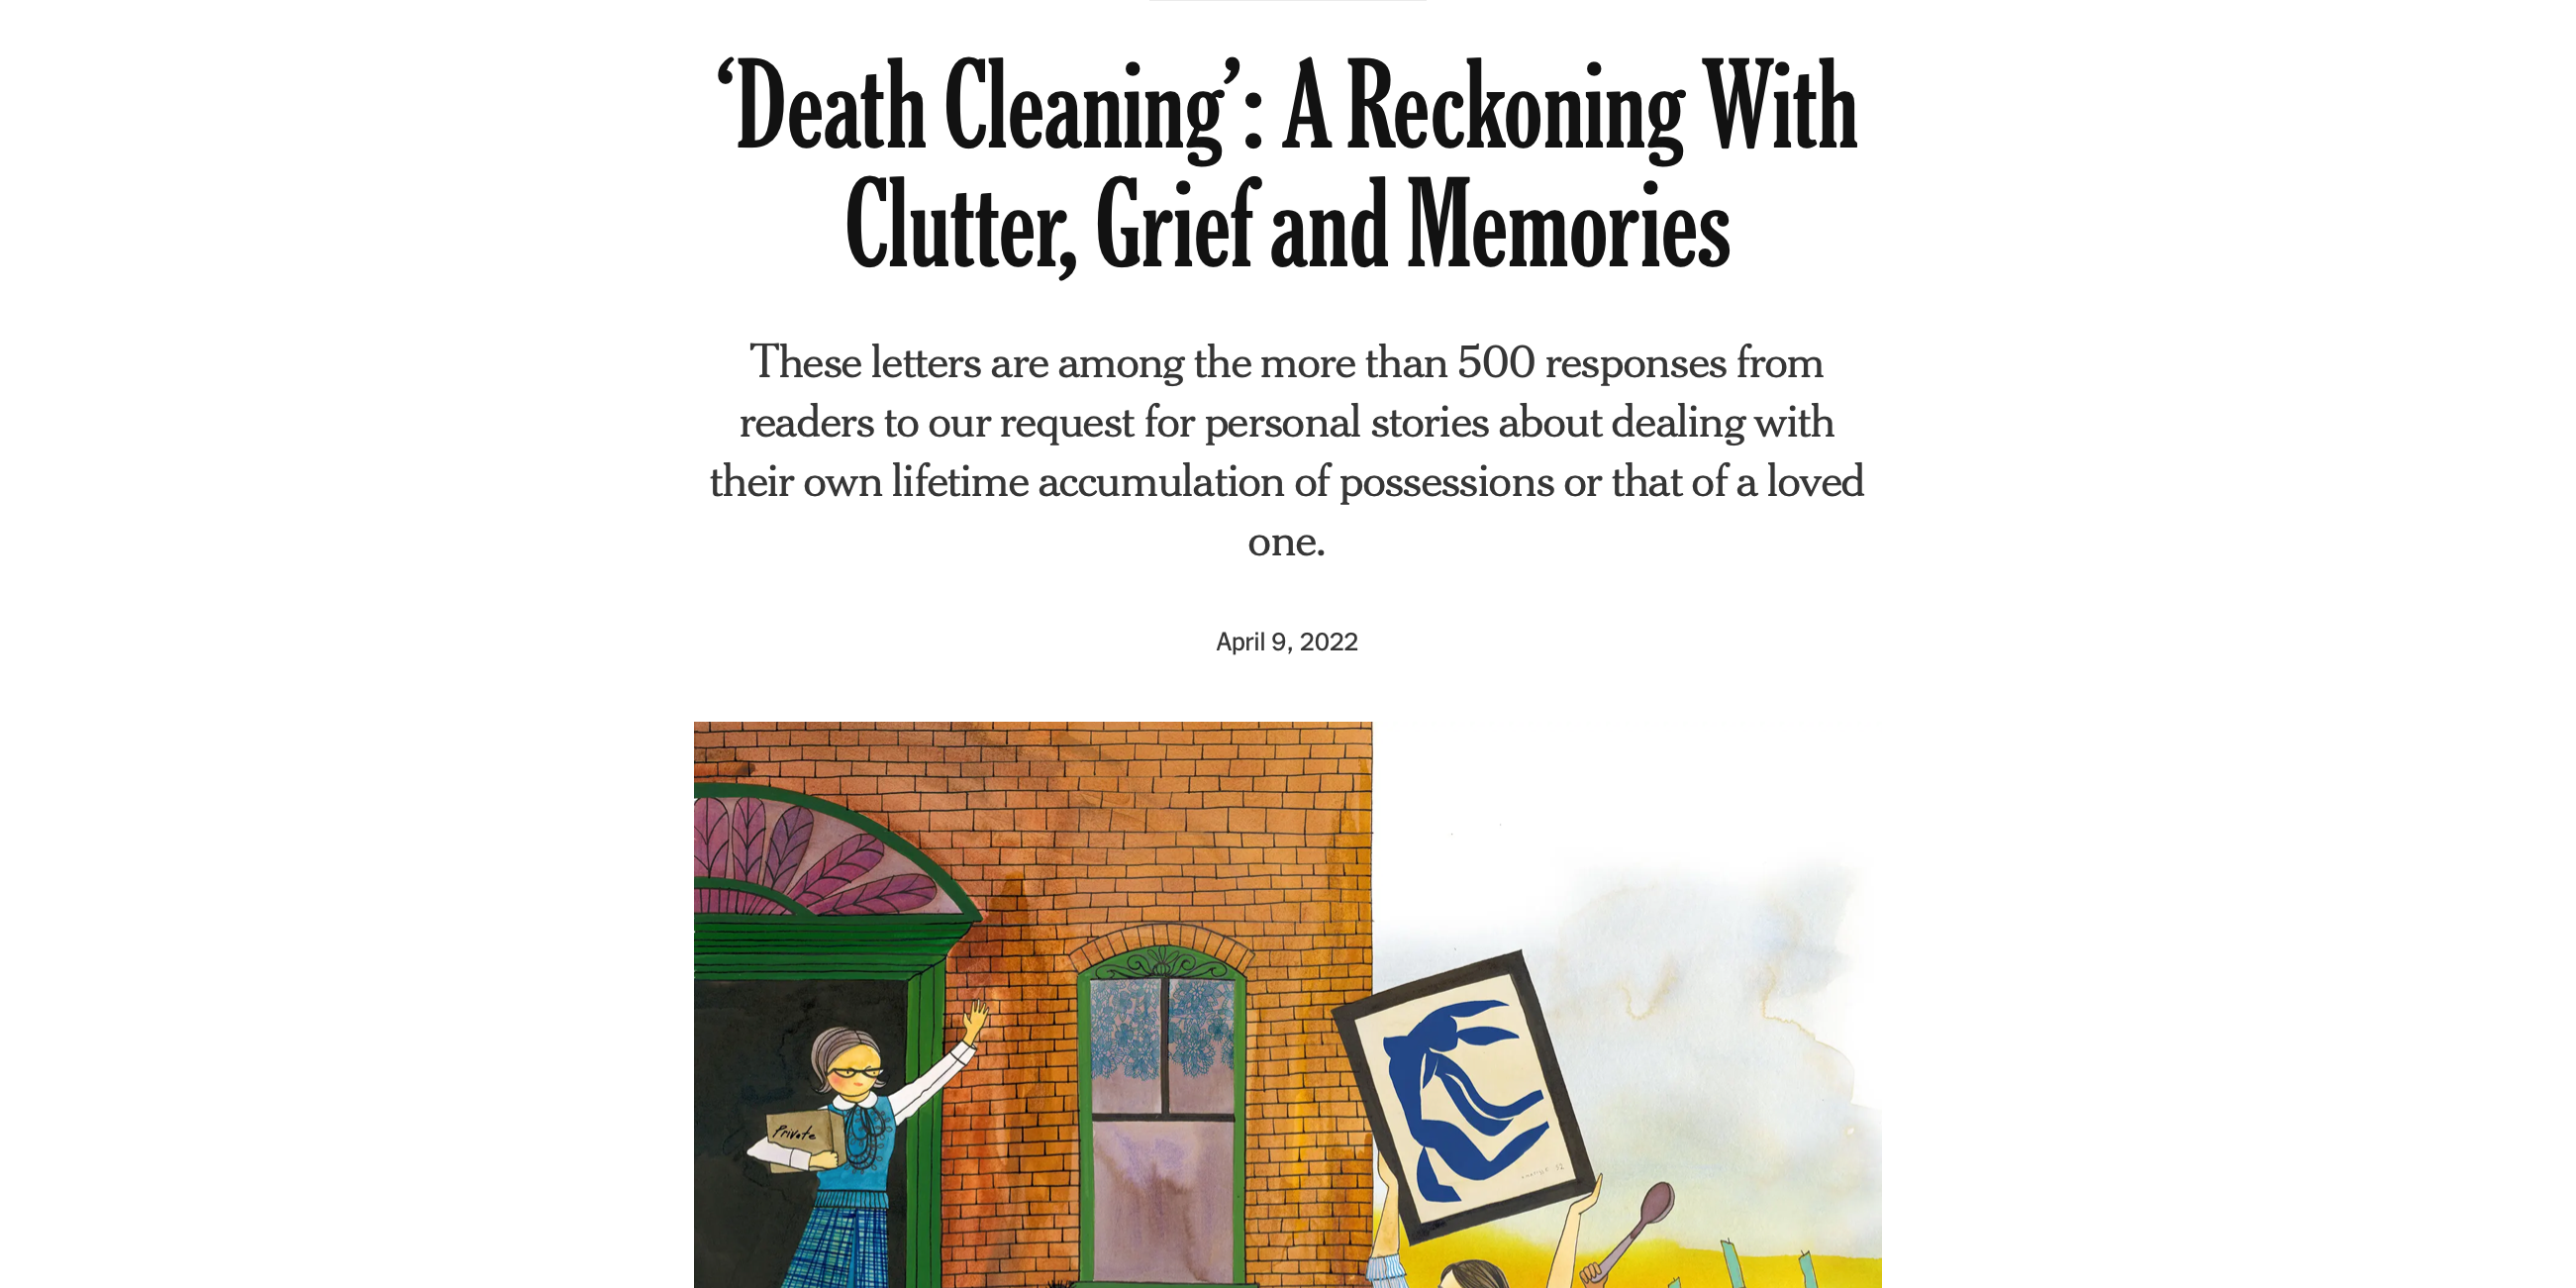 ‘Death Cleaning’: A Reckoning With
Clutter, Grief and Memories
These letters are among the more than 500 responses from
readers to our request for personal stories about dealing with
their own lifetime accumulation of possessions or that of a loved
one.
April 9, 2022
Private